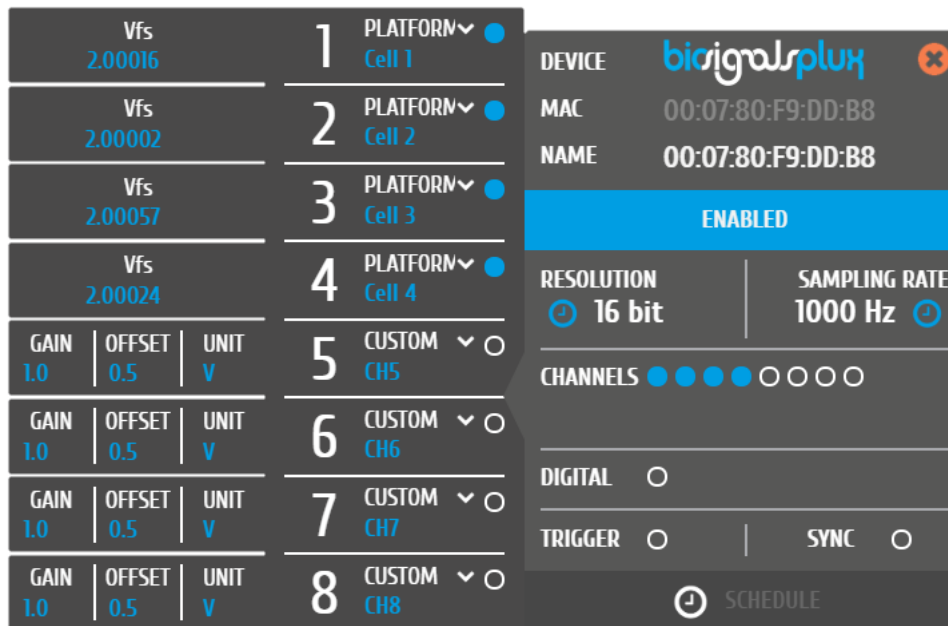 Vfs
2.00016
1
PLATFORM
Cell 1
Vfs
2.00002
2
PLATFORM
Cell 2
Vfs
2.00057
3
PLATFORM
Cell 3
Vfs
2.00024
4
PLATFORM
Cell 4
GAIN OFFSET UNIT
1.0 0.5 V
5
CUSTOM
CH5
GAIN OFFSET UNIT
1.0 0.5 V
6
CUSTOM
CH6
GAIN OFFSET UNIT
1.0 0.5 V
7
CUSTOM
CH7
GAIN OFFSET UNIT
1.0 0.5 V
8
CUSTOM
CH8
DEVICE biosignalsplux
MAC 00:07:80:F9:DD:B8
NAME 00:07:80:F9:DD:B8
ENABLED
RESOLUTION
16 bit
SAMPLING RATE
1000 Hz
CHANNELS
DIGITAL
TRIGGER SYNC
SCHEDULE